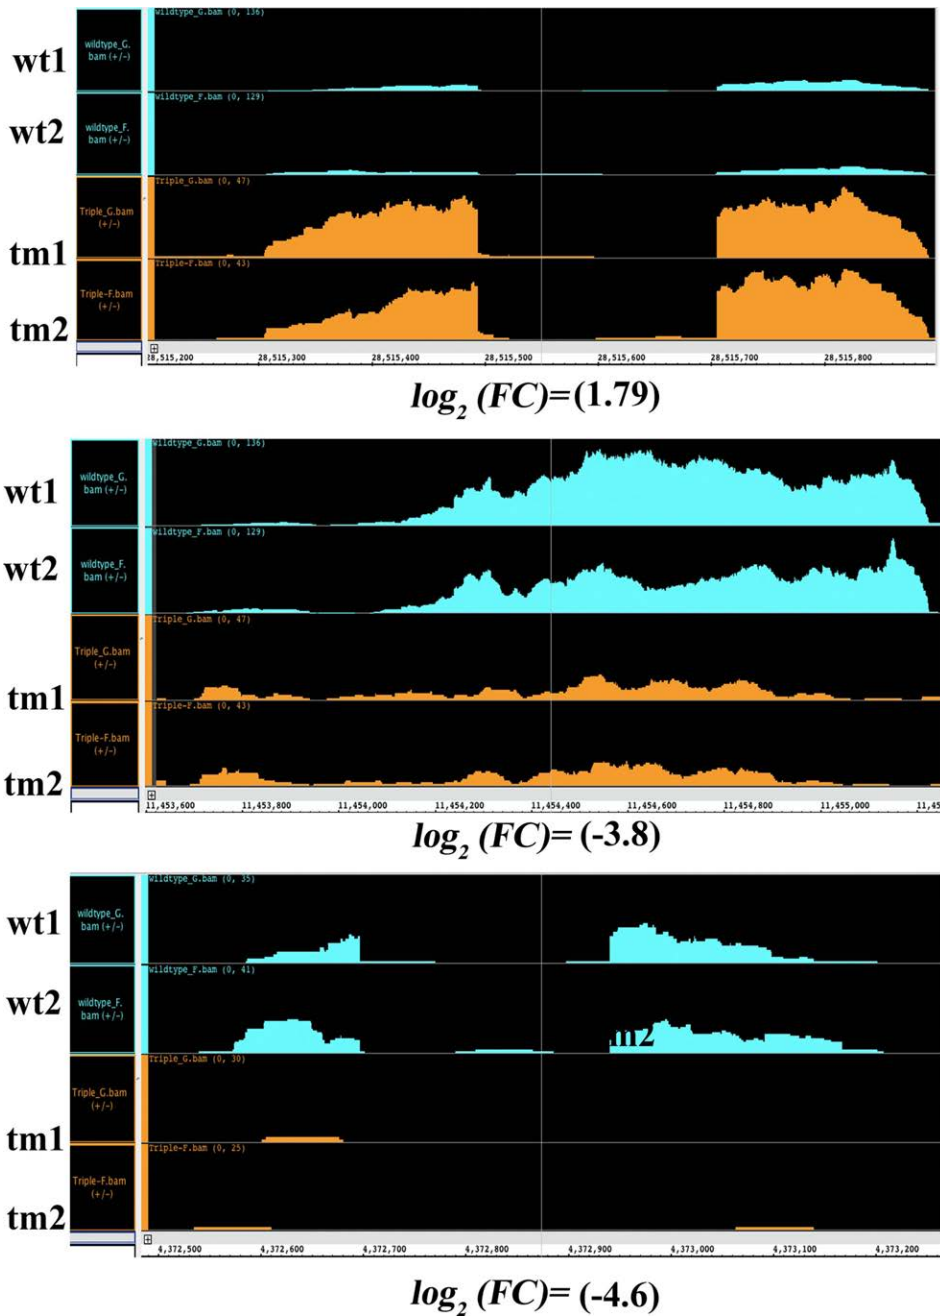 wt1
wildtype_G.
bam (+/-)
wildtype_G.bam (0, 136)
wt2
wildtype_F.
bam (+/-)
wildtype_F.bam (0, 129)
tm1
Triple_G.bam
(+/-)
Triple_G.bam (0, 47)
tm2
Triple-F.bam
(+/-)
Triple-F.bam (0, 43)
28,515,200 28,515,300 28,515,400 28,515,500 28,515,600 28,515,700 28,515,800
log2 (FC)= (1.79)
wt1
wildtype_G.
bam (+/-)
wildtype_G.bam (0, 136)
wt2
wildtype_F.
bam (+/-)
wildtype_F.bam (0, 129)
tm1
Triple_G.bam
(+/-)
Triple_G.bam (0, 47)
tm2
Triple-F.bam
(+/-)
Triple-F.bam (0, 43)
11,453,600 11,453,800 11,454,000 11,454,200 11,454,400 11,454,600 11,454,800 11,455,000 11,45
log2 (FC)= (-3.8)
wt1
wildtype_G.
bam (+/-)
wildtype_G.bam (0, 35)
wt2
wildtype_F.
bam (+/-)
wildtype_F.bam (0, 41)
m2
tm1
Triple_G.bam
(+/-)
Triple_G.bam (0, 30)
tm2
Triple-F.bam
(+/-)
Triple-F.bam (0, 25)
4,372,500 4,372,600 4,372,700 4,372,800 4,372,900 4,373,000 4,373,100 4,373,200
log2 (FC)= (-4.6)